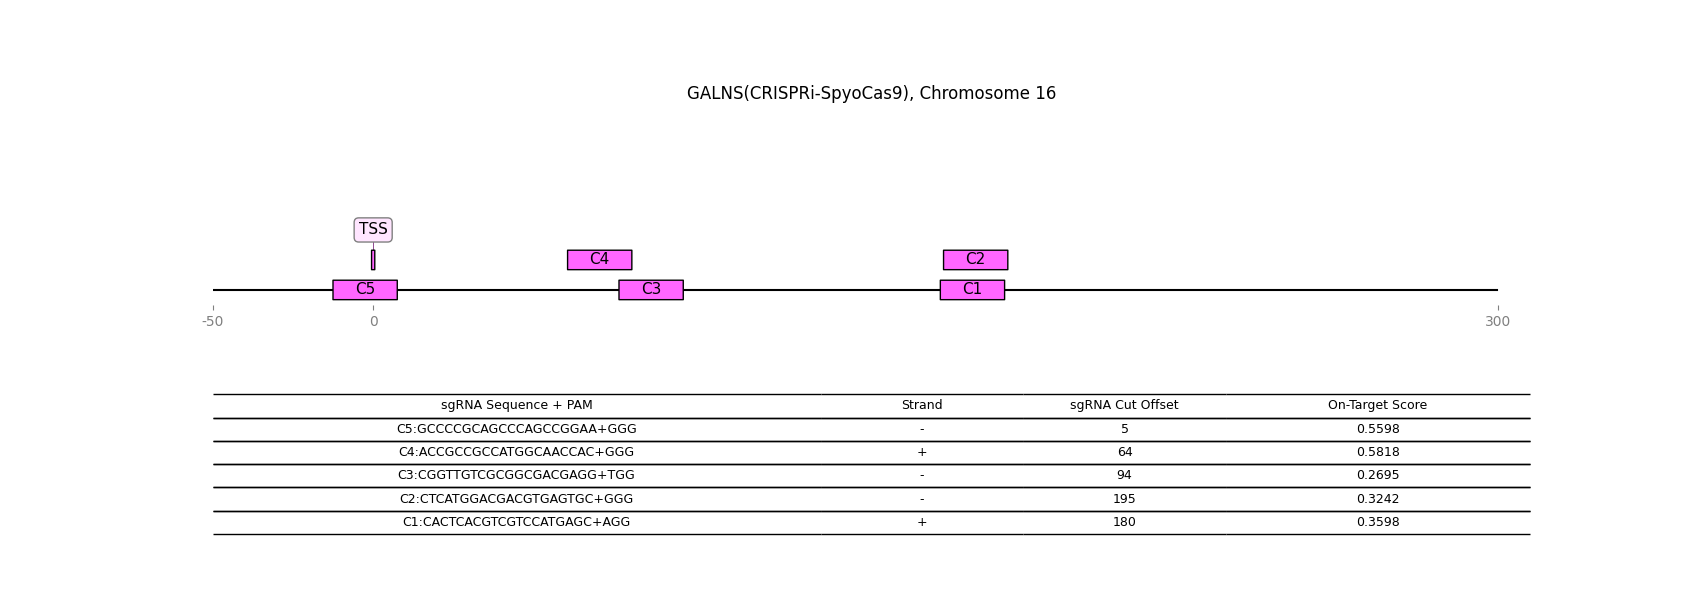 GALNS(CRISPRi-SpyoCas9), Chromosome 16
TSS
C4 C2
C5 C3 C1
-50 0 300
sgRNA Sequence + PAM Strand sgRNA Cut Offset On-Target Score
C5:GCCCCGCAGCCCAGCCGGAA+GGG - 5 0.5598
C4:ACCGCCGCCATGGCAACCAC+GGG + 64 0.5818
C3:CGGTTGTCGCGGCGACGAGG+TGG - 94 0.2695
C2:CTCATGGACGACGTGAGTGC+GGG - 195 0.3242
C1:CACTCACGTCGTCCATGAGC+AGG + 180 0.3598